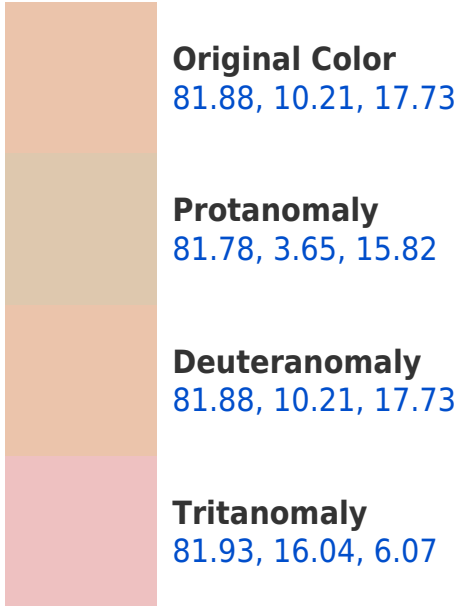 Original Color
81.88, 10.21, 17.73
Protanomaly
81.78, 3.65, 15.82
Deuteranomaly
81.88, 10.21, 17.73
Tritanomaly
81.93, 16.04, 6.07